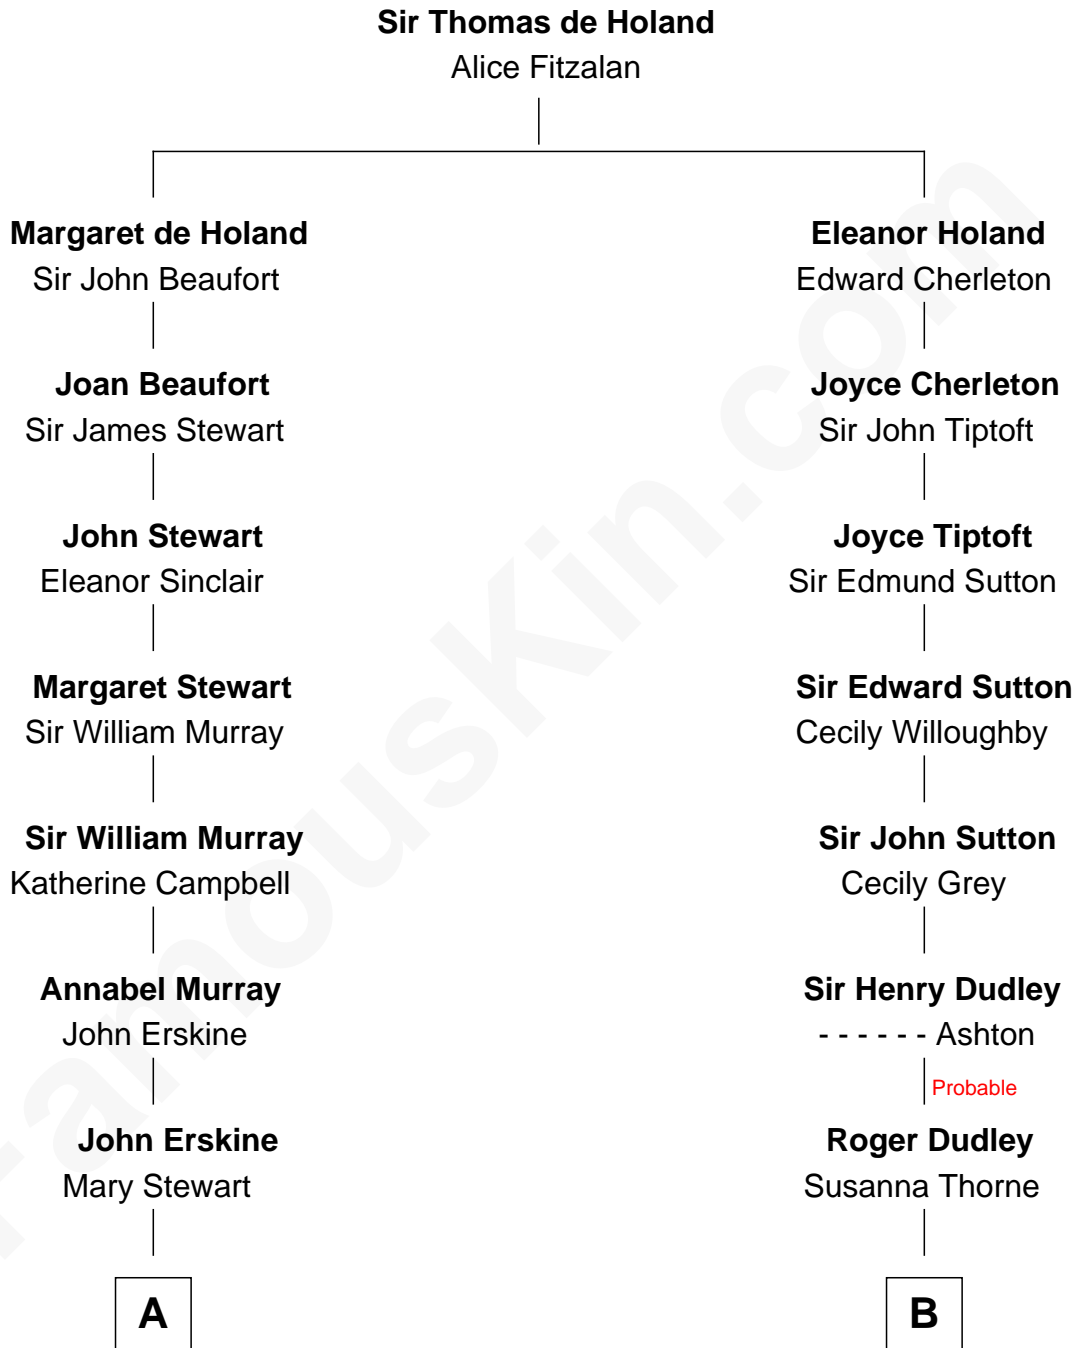 Sir Thomas de Holand
Alice Fitzalan
Margaret de Holand
Sir John Beaufort
Joan Beaufort
Sir James Stewart
John Stewart
Eleanor Sinclair
Margaret Stewart
Sir William Murray
Sir William Murray
Katherine Campbell
Annabel Murray
John Erskine
John Erskine
Mary Stewart
A
Eleanor Holand
Edward Cherleton
Joyce Cherleton
Sir John Tiptoft
Joyce Tiptoft
Sir Edmund Sutton
Sir Edward Sutton
Cecily Willoughby
Sir John Sutton
Cecily Grey
Sir Henry Dudley
- - - - - - Ashton
Probable
Roger Dudley
Susanna Thorne
B
FamousKin.com